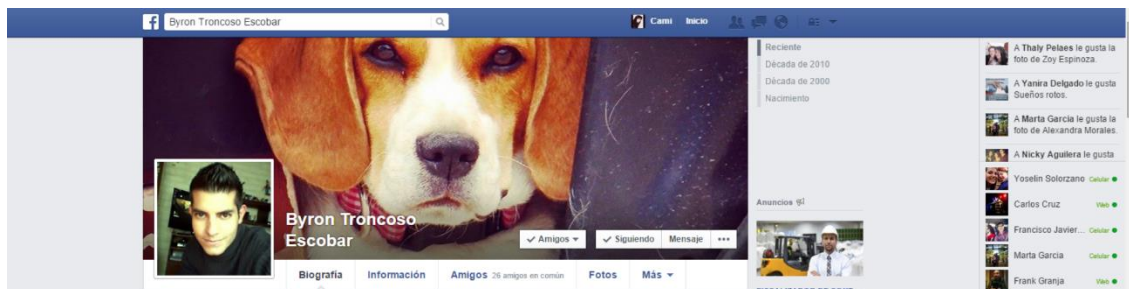 Byron Troncoso Escobar
Cami Inicio
Byron Troncoso
Escobar
Amigos
Siguiendo
Mensaje
Biografía
Información
Amigos 26 amigos en común
Fotos
Más
Reciente
Década de 2010
Década de 2000
Nacimiento
Anuncios
A Thaly Pelaes le gusta la
foto de Zoy Espinoza.
A Yanira Delgado le gusta
Sueños rotos.
A Marta Garcia le gusta la
foto de Alexandra Morales.
A Nicky Aguilera le gusta
Yoselin Solorzano Celular
Carlos Cruz Web
Francisco Javier... Celular
Marta Garcia Celular
Frank Granja Web